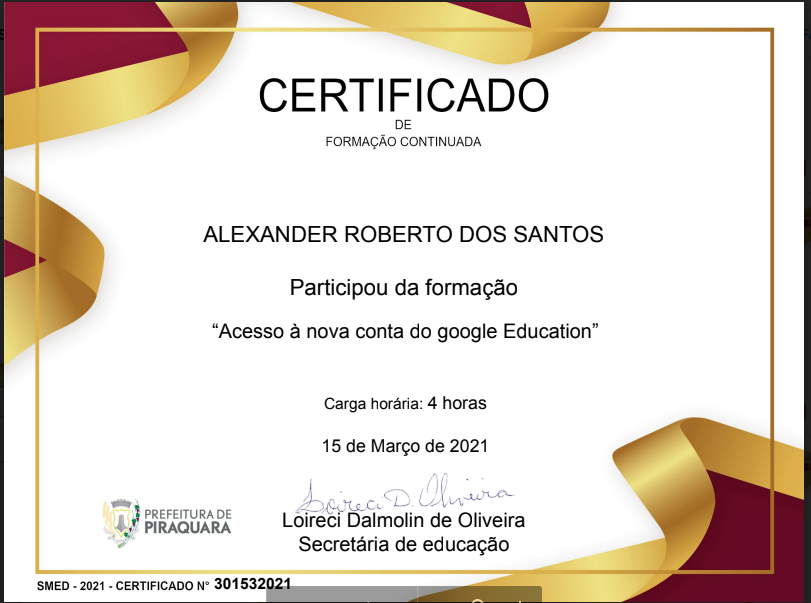 CERTIFICADO
DE
FORMAÇÃO CONTINUADA
ALEXANDER ROBERTO DOS SANTOS
Participou da formação
“Acesso à nova conta do google Education”
Carga horária: 4 horas
15 de Março de 2021
Loireci D. Oliveira
Loireci Dalmolin de Oliveira
Secretária de educação
PREFEITURA DE
PIRAQUARA
SMED - 2021 - CERTIFICADO N° 301532021